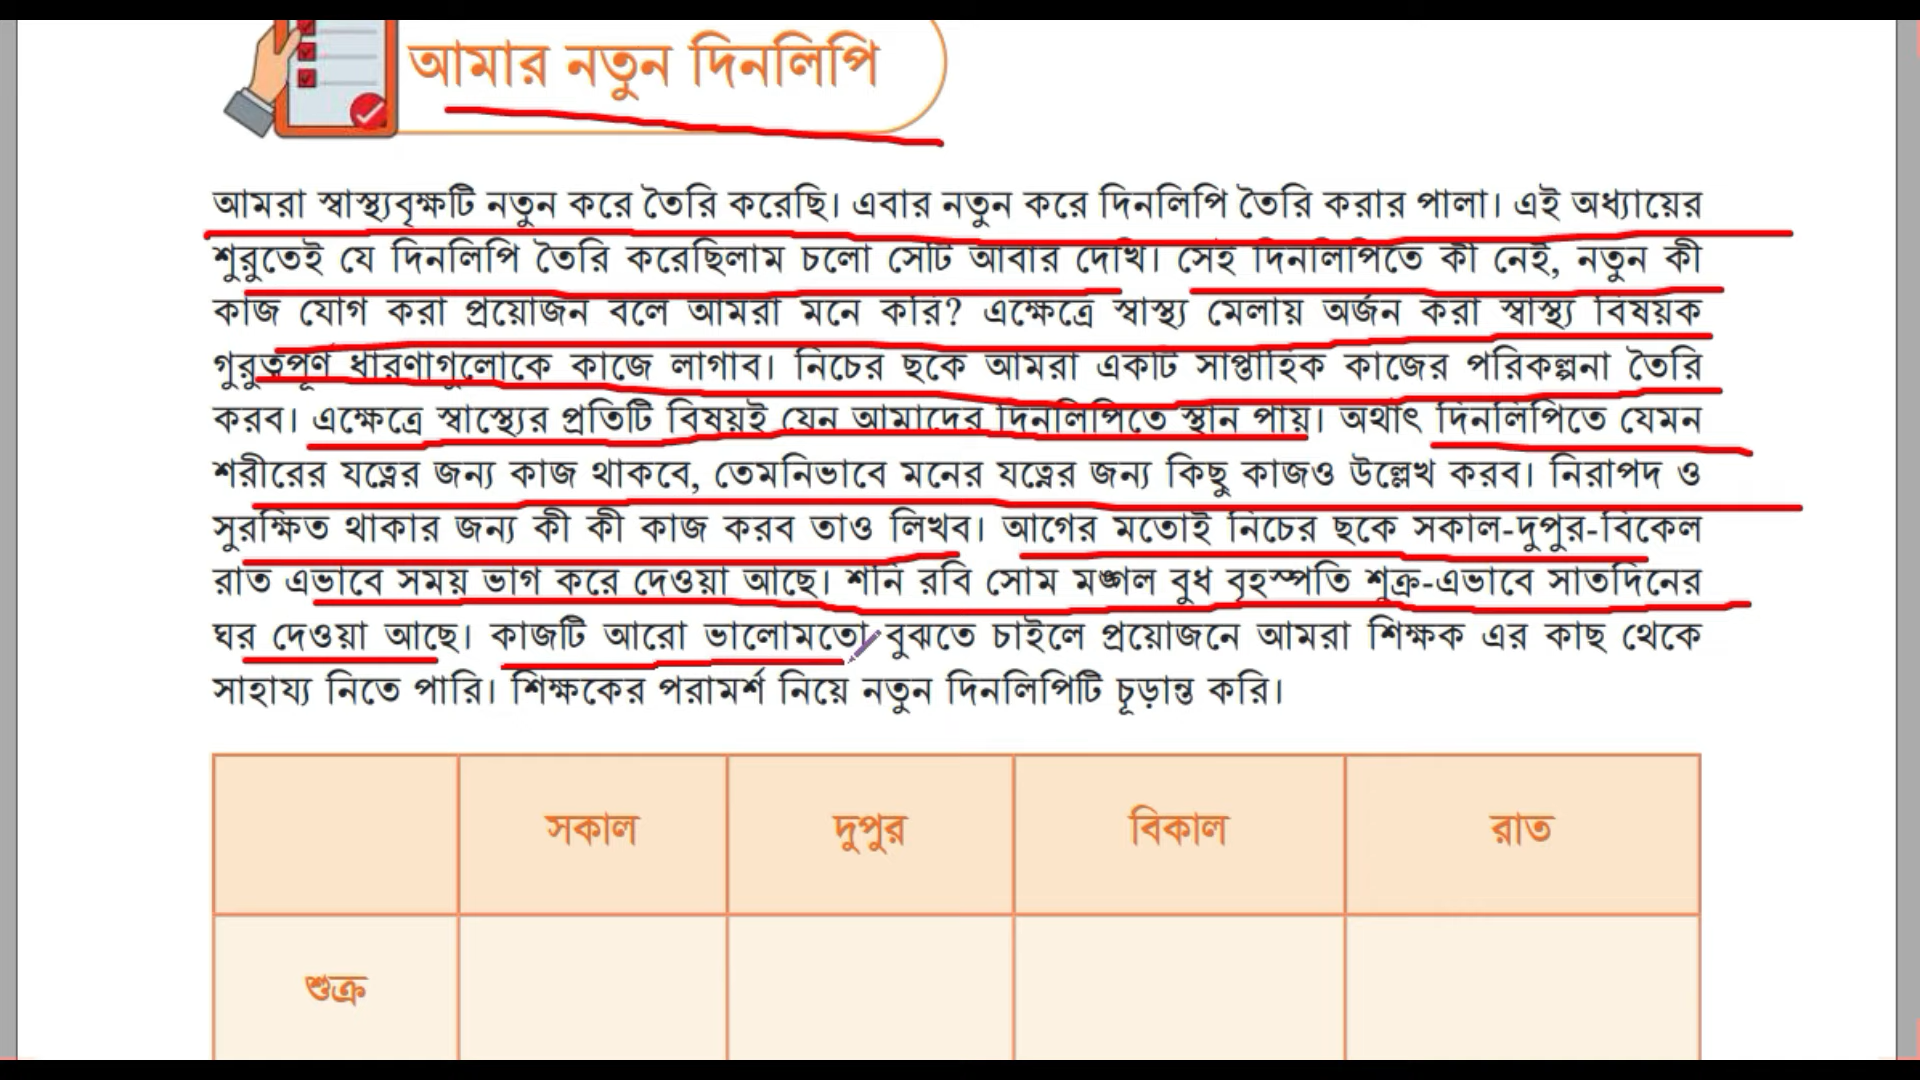 আমার নতুন দিনলিপি
আমরা স্বাস্থ্যবৃক্ষটি নতুন করে তৈরি করেছি। এবার নতুন করে দিনলিপি তৈরি করার পালা। এই অধ্যায়ের
শুরুতেই যে দিনলিপি তৈরি করেছিলাম চলো সেটি আবার দেখি। সেই দিনলিপিতে কী নেই, নতুন কী
কাজ যোগ করা প্রয়োজন বলে আমরা মনে করি? এক্ষেত্রে স্বাস্থ্য মেলায় অর্জন করা স্বাস্থ্য বিষয়ক
গুরুত্বপূর্ণ ধারণাগুলোকে কাজে লাগাব। নিচের ছকে আমরা একটি সাপ্তাহিক কাজের পরিকল্পনা তৈরি
করব। এক্ষেত্রে স্বাস্থ্যের প্রতিটি বিষয়ই যেন আমাদের দিনলিপিতে স্থান পায়। অর্থাৎ দিনলিপিতে যেমন
শরীরের যত্নের জন্য কাজ থাকবে, তেমনিভাবে মনের যত্নের জন্য কিছু কাজও উল্লেখ করব। নিরাপদ ও
সুরক্ষিত থাকার জন্য কী কী কাজ করব তাও লিখব। আগের মতোই নিচের ছকে সকাল-দুপুর-বিকেল
রাত এভাবে সময় ভাগ করে দেওয়া আছে। শনি রবি সোম মঙ্গল বুধ বৃহস্পতি শুক্র-এভাবে সাতদিনের
ঘর দেওয়া আছে। কাজটি আরো ভালোমতো বুঝতে চাইলে প্রয়োজনে আমরা শিক্ষক এর কাছ থেকে
সাহায্য নিতে পারি। শিক্ষকের পরামর্শ নিয়ে নতুন দিনলিপিটি চূড়ান্ত করি।
সকাল দুপুর বিকাল রাত
শুক্র